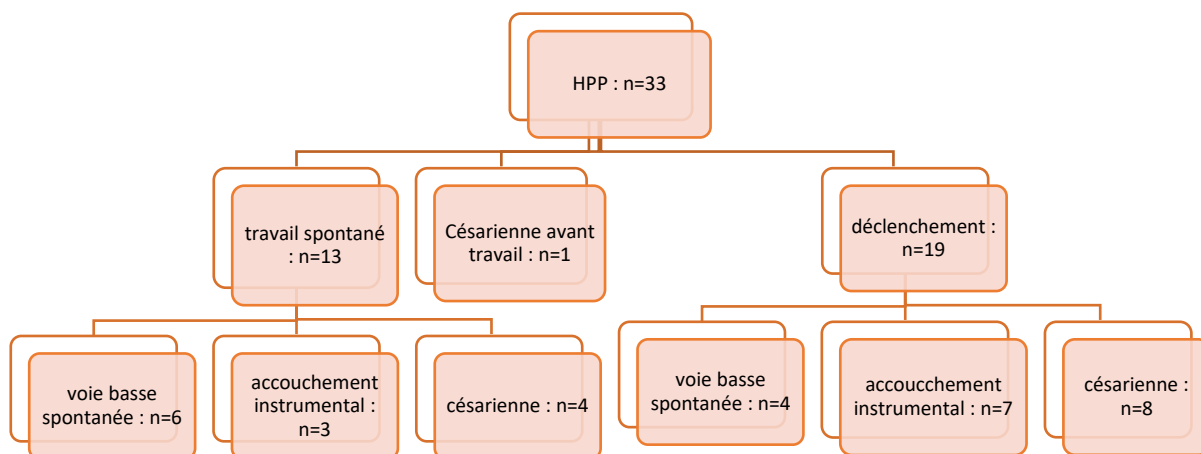 HPP : n=33
travail spontané
: n=13
Césarienne avant
travail : n=1
déclenchement :
n=19
voie basse
spontanée : n=6
accouchement
instrumental :
n=3
césarienne : n=4
voie basse
spontanée : n=4
accoucchement
instrumental : n=7
césarienne :
n=8